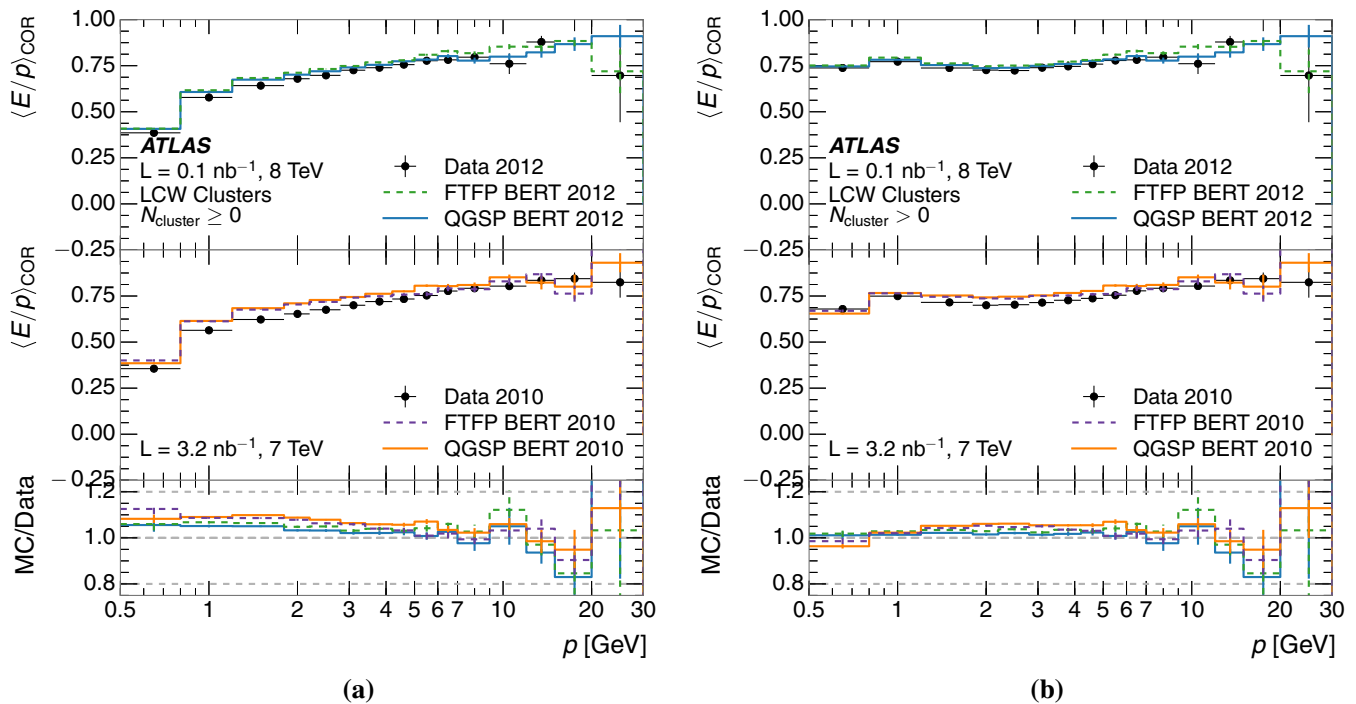 1.00
0.75
0.50
0.25
0.00
−0.25
⟨E/p⟩COR
ATLAS
L = 0.1 nb−1, 8 TeV
LCW Clusters
Ncluster ≥ 0
Data 2012
FTFP BERT 2012
QGSP BERT 2012
0.75
0.50
0.25
0.00
−0.25
⟨E/p⟩COR
Data 2010
FTFP BERT 2010
QGSP BERT 2010
L = 3.2 nb−1, 7 TeV
1.2
1.0
0.8
MC/Data
0.5 1 2 3 4 5 6 7 10 20 30
p [GeV]
(a)
1.00
0.75
0.50
0.25
0.00
−0.25
⟨E/p⟩COR
ATLAS
L = 0.1 nb−1, 8 TeV
LCW Clusters
Ncluster > 0
Data 2012
FTFP BERT 2012
QGSP BERT 2012
0.75
0.50
0.25
0.00
−0.25
⟨E/p⟩COR
Data 2010
FTFP BERT 2010
QGSP BERT 2010
L = 3.2 nb−1, 7 TeV
1.2
1.0
0.8
MC/Data
0.5 1 2 3 4 5 6 7 10 20 30
p [GeV]
(b)